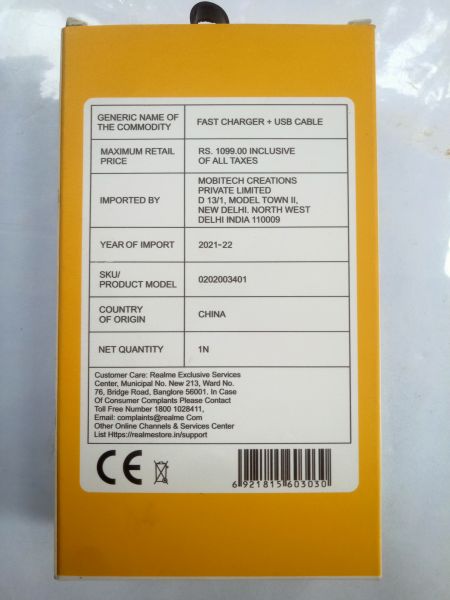 GENERIC NAME OF
THE COMMODITY
FAST CHARGER + USB CABLE
MAXIMUM RETAIL
PRICE
RS. 1099.00 INCLUSIVE
OF ALL TAXES
IMPORTED BY
MOBITECH CREATIONS
PRIVATE LIMITED
D 13/1, MODEL TOWN II,
NEW DELHI. NORTH WEST
DELHI INDIA 110009
YEAR OF IMPORT
2021-22
SKU/
PRODUCT MODEL
0202003401
COUNTRY
OF ORIGIN
CHINA
NET QUANTITY
1N
Customer Care: Realme Exclusive Services
Center, Municipal No. New 213, Ward No.
76, Bridge Road, Banglore 56001. In Case
Of Consumer Complants Please Contact
Toll Free Number 1800 1028411,
Email: complaints@realme Com,
Other Online Channels & Services Center
List Https://realmestore.in/support
CE
6 921815 603030